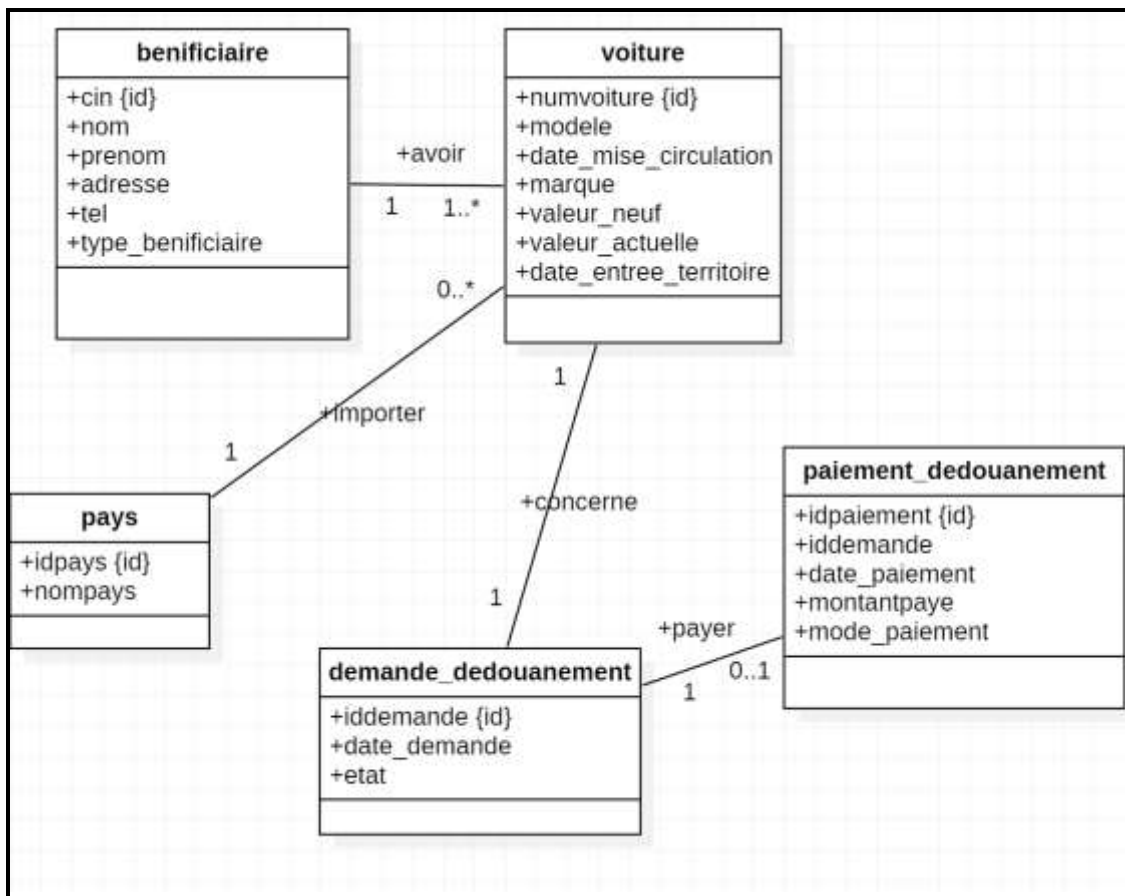 benificiaire
+cin {id}
+nom
+prenom
+adresse
+tel
+type_benificiaire
+avoir
1
1..*
voiture
+numvoiture {id}
+modele
+date_mise_circulation
+marque
+valeur_neuf
+valeur_actuelle
+date_entree_territoire
0..*
+importer
1
1
+concerne
1
pays
+idpays {id}
+nompays
paiement_dedouanement
+idpaiement {id}
+iddemande
+date_paiement
+montantpaye
+mode_paiement
+payer
0..1
1
demande_dedouanement
+iddemande {id}
+date_demande
+etat